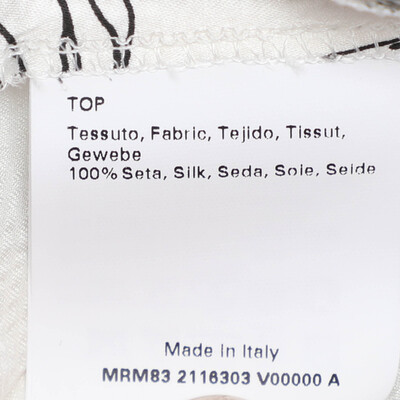 TOP
Tessuto, Fabric, Tejido, Tissut,
Gewebe
100% Seta, Silk, Seda, Soie, Seide
Made in Italy
MRM83 2116303 V00000 A